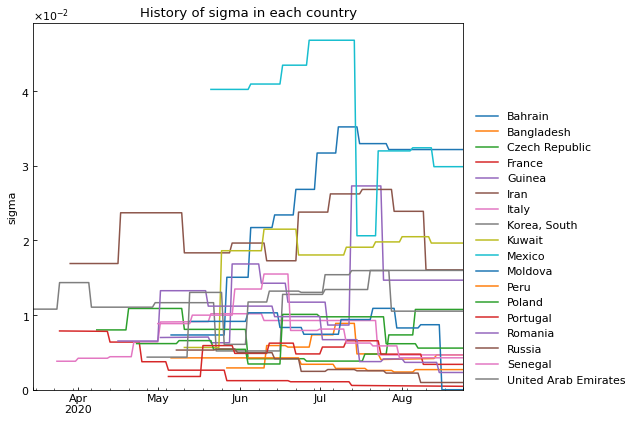 History of sigma in each country
×10⁻²
4
3
2
1
0
sigma
Apr
2020
May
Jun
Jul
Aug
Bahrain
Bangladesh
Czech Republic
France
Guinea
Iran
Italy
Korea, South
Kuwait
Mexico
Moldova
Peru
Poland
Portugal
Romania
Russia
Senegal
United Arab Emirates